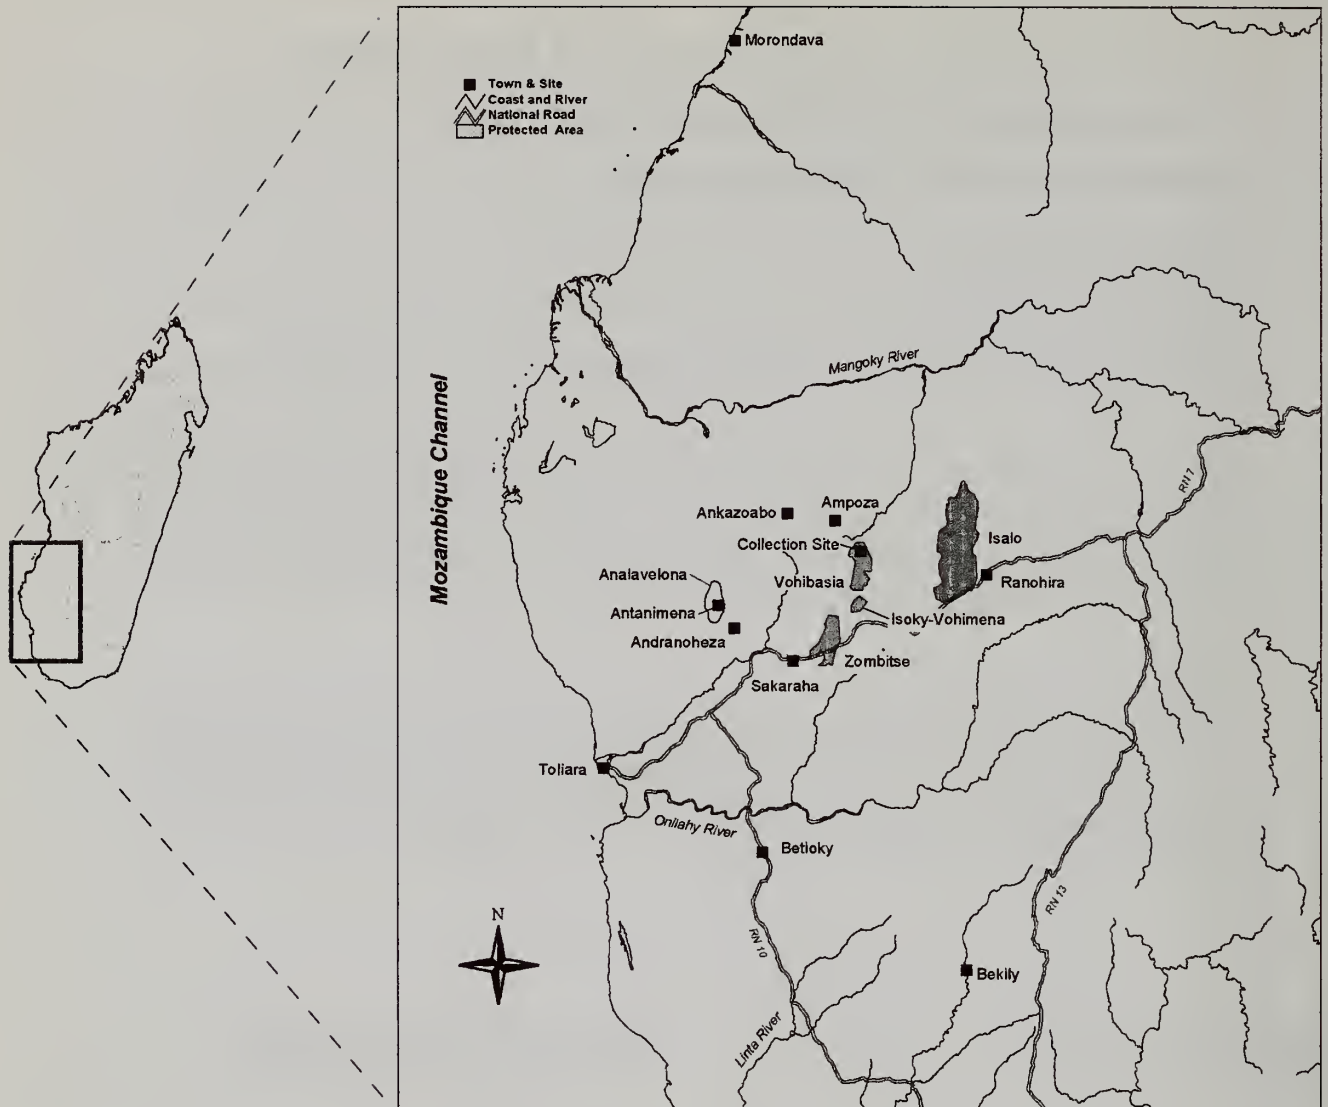 Morondava
Town & Site
Coast and River
National Road
Protected Area
Mangoky River
Mozambique Channel
RN 7
Ankazoabo
Ampoza
Collection Site
Isalo
Analavelona
Vohibasia
Ranohira
Antanimena
Isoky-Vohimena
Andranoheza
Zombitse
Sakaraha
Toliara
Onilahy River
Betioky
RN 13
N
RN 10
Bekily
Linta River